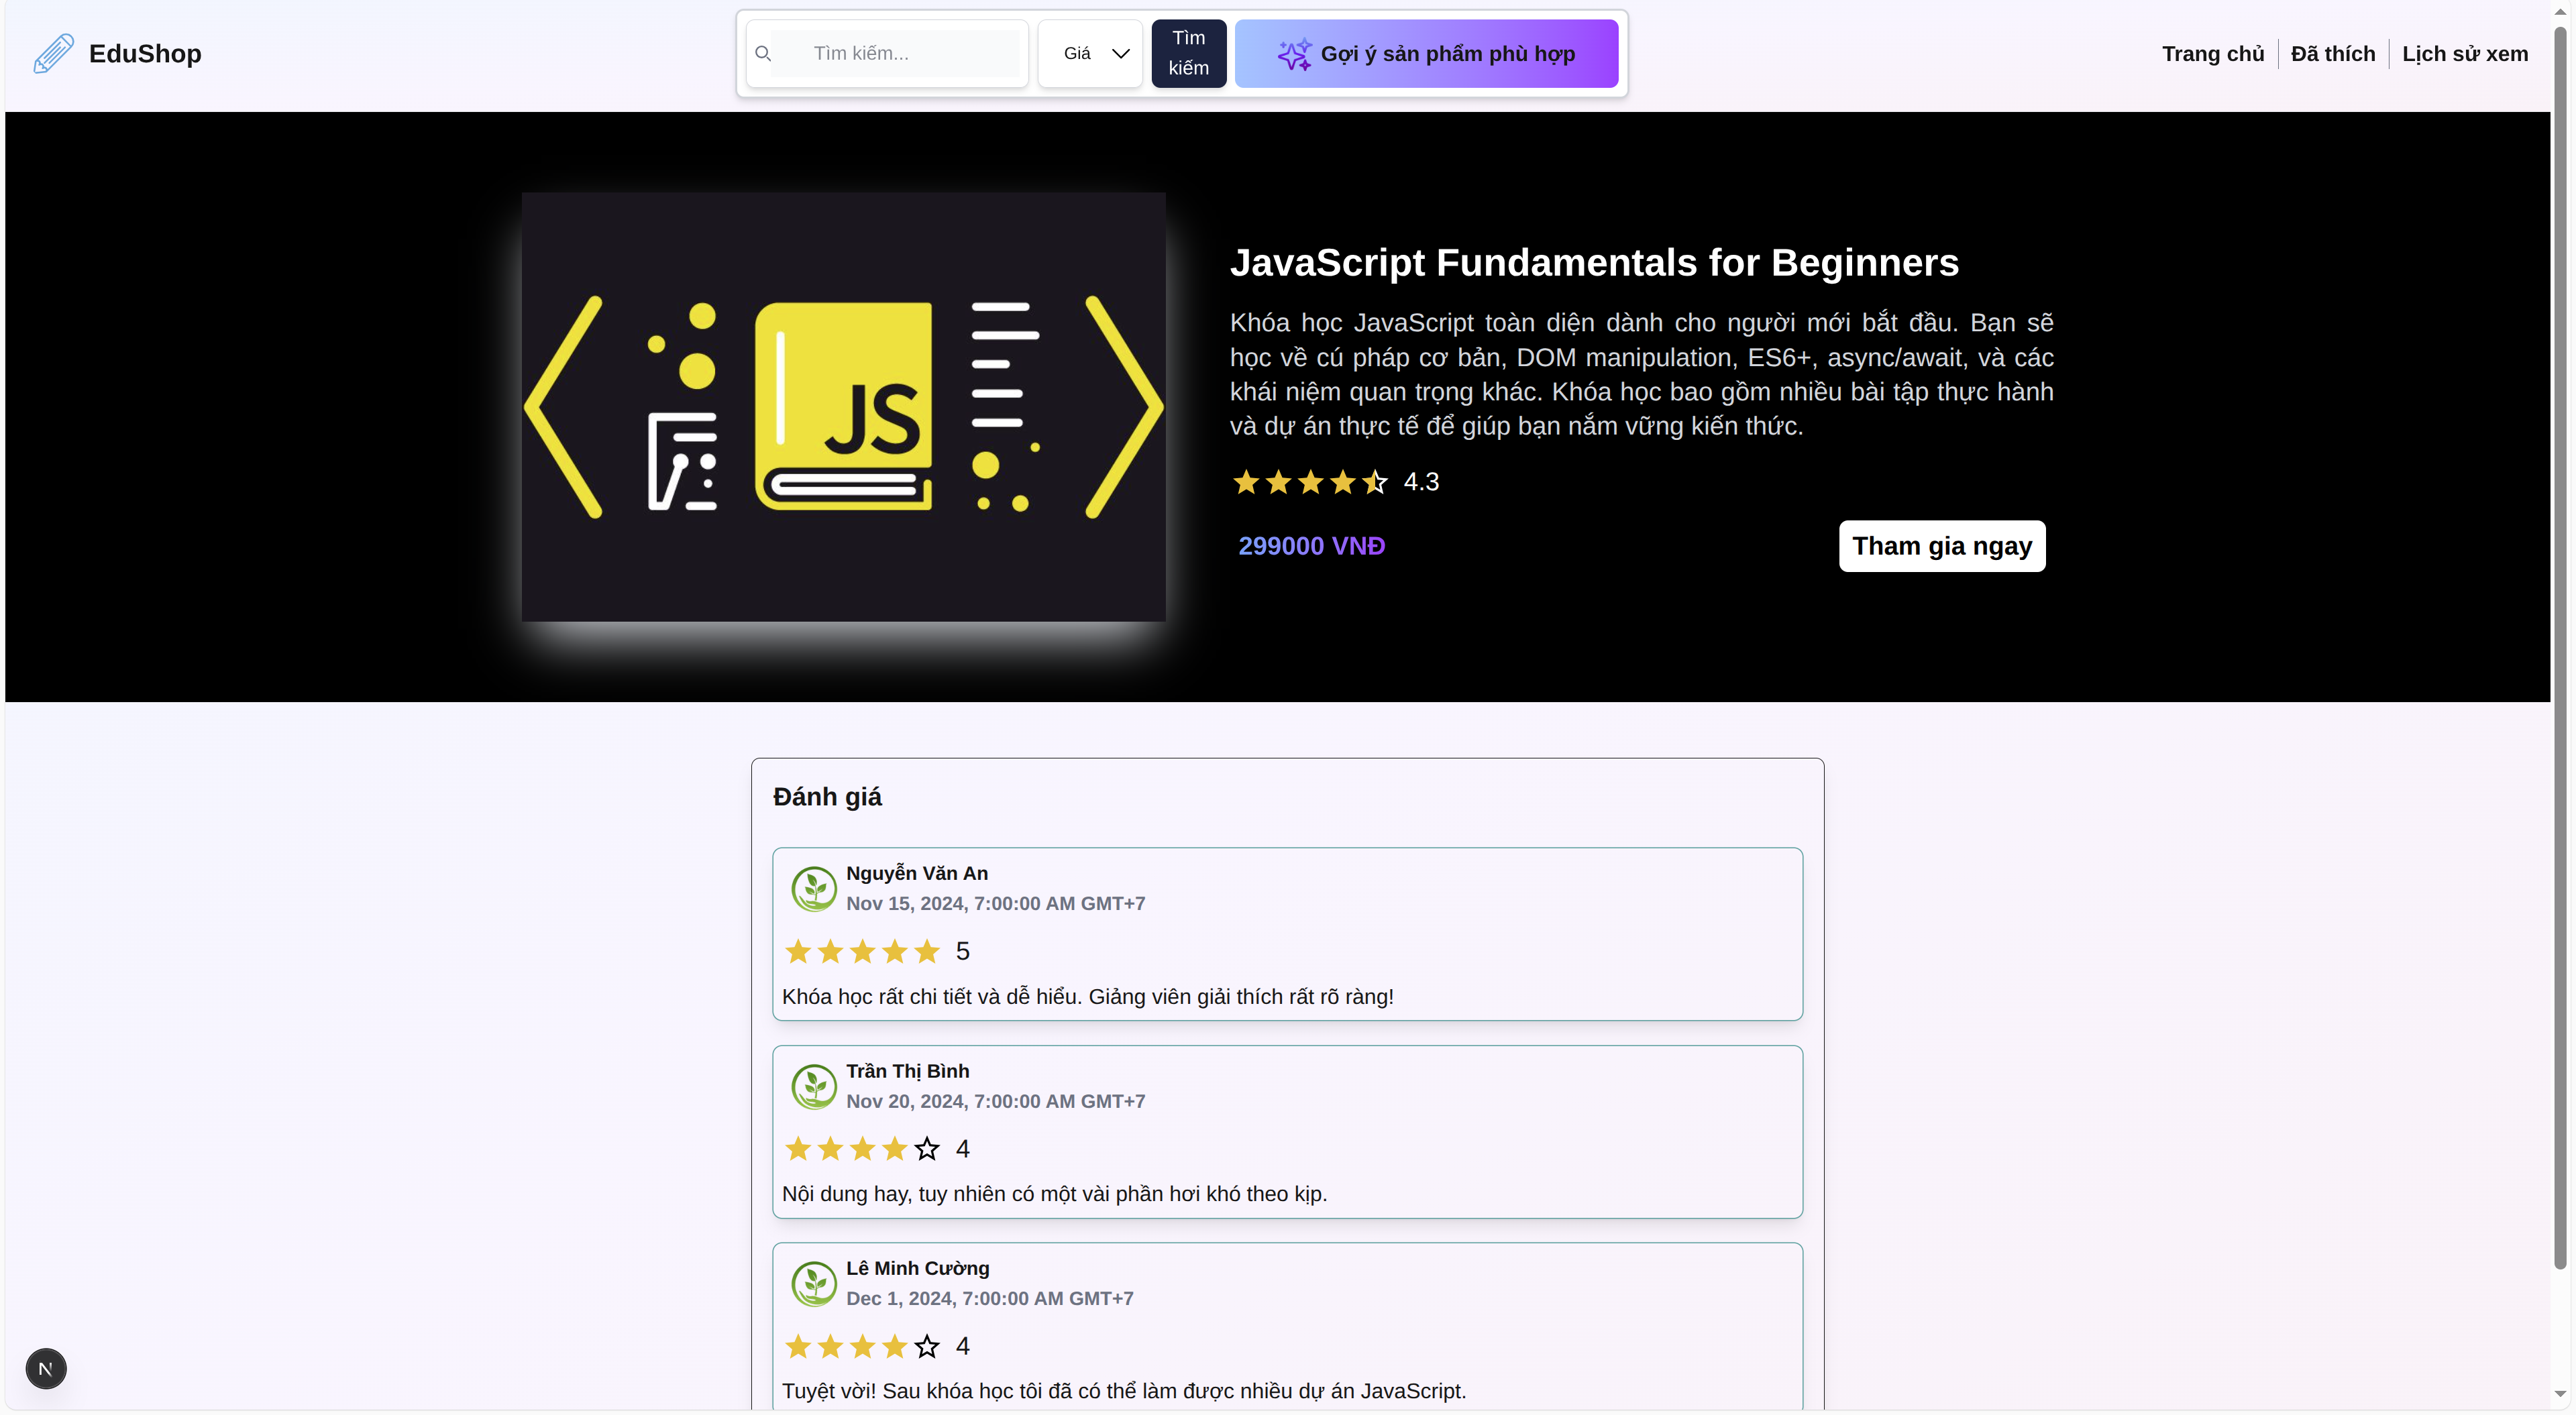 EduShop
Tìm kiếm...
Giá
Tìm
kiếm
Gợi ý sản phẩm phù hợp
Trang chủ
Đã thích
Lịch sử xem
JS
JavaScript Fundamentals for Beginners
Khóa học JavaScript toàn diện dành cho người mới bắt đầu. Bạn sẽ
học về cú pháp cơ bản, DOM manipulation, ES6+, async/await, và các
khái niệm quan trọng khác. Khóa học bao gồm nhiều bài tập thực hành
và dự án thực tế để giúp bạn nắm vững kiến thức.
4.3
299000 VNĐ
Tham gia ngay
Đánh giá
Nguyễn Văn An
Nov 15, 2024, 7:00:00 AM GMT+7
5
Khóa học rất chi tiết và dễ hiểu. Giảng viên giải thích rất rõ ràng!
Trần Thị Bình
Nov 20, 2024, 7:00:00 AM GMT+7
4
Nội dung hay, tuy nhiên có một vài phần hơi khó theo kịp.
Lê Minh Cường
Dec 1, 2024, 7:00:00 AM GMT+7
4
Tuyệt vời! Sau khóa học tôi đã có thể làm được nhiều dự án JavaScript.
N